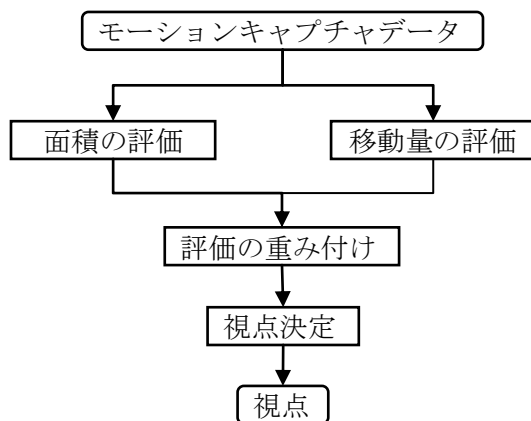 モーションキャプチャデータ
面積の評価
移動量の評価
評価の重み付け
視点決定
視点